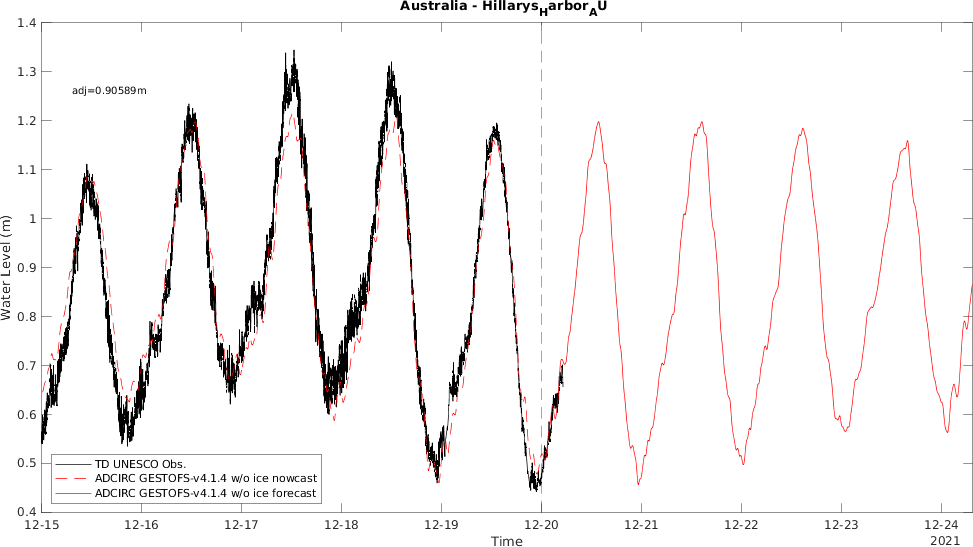 Australia - Hillarys_Harbor_AU
adj=0.90589m
Water Level (m)
1.4
1.3
1.2
1.1
1
0.9
0.8
0.7
0.6
0.5
0.4
TD UNESCO Obs.
ADCIRC GESTOFS-v4.1.4 w/o ice nowcast
ADCIRC GESTOFS-v4.1.4 w/o ice forecast
12-15 12-16 12-17 12-18 12-19 12-20 12-21 12-22 12-23 12-24
Time
2021